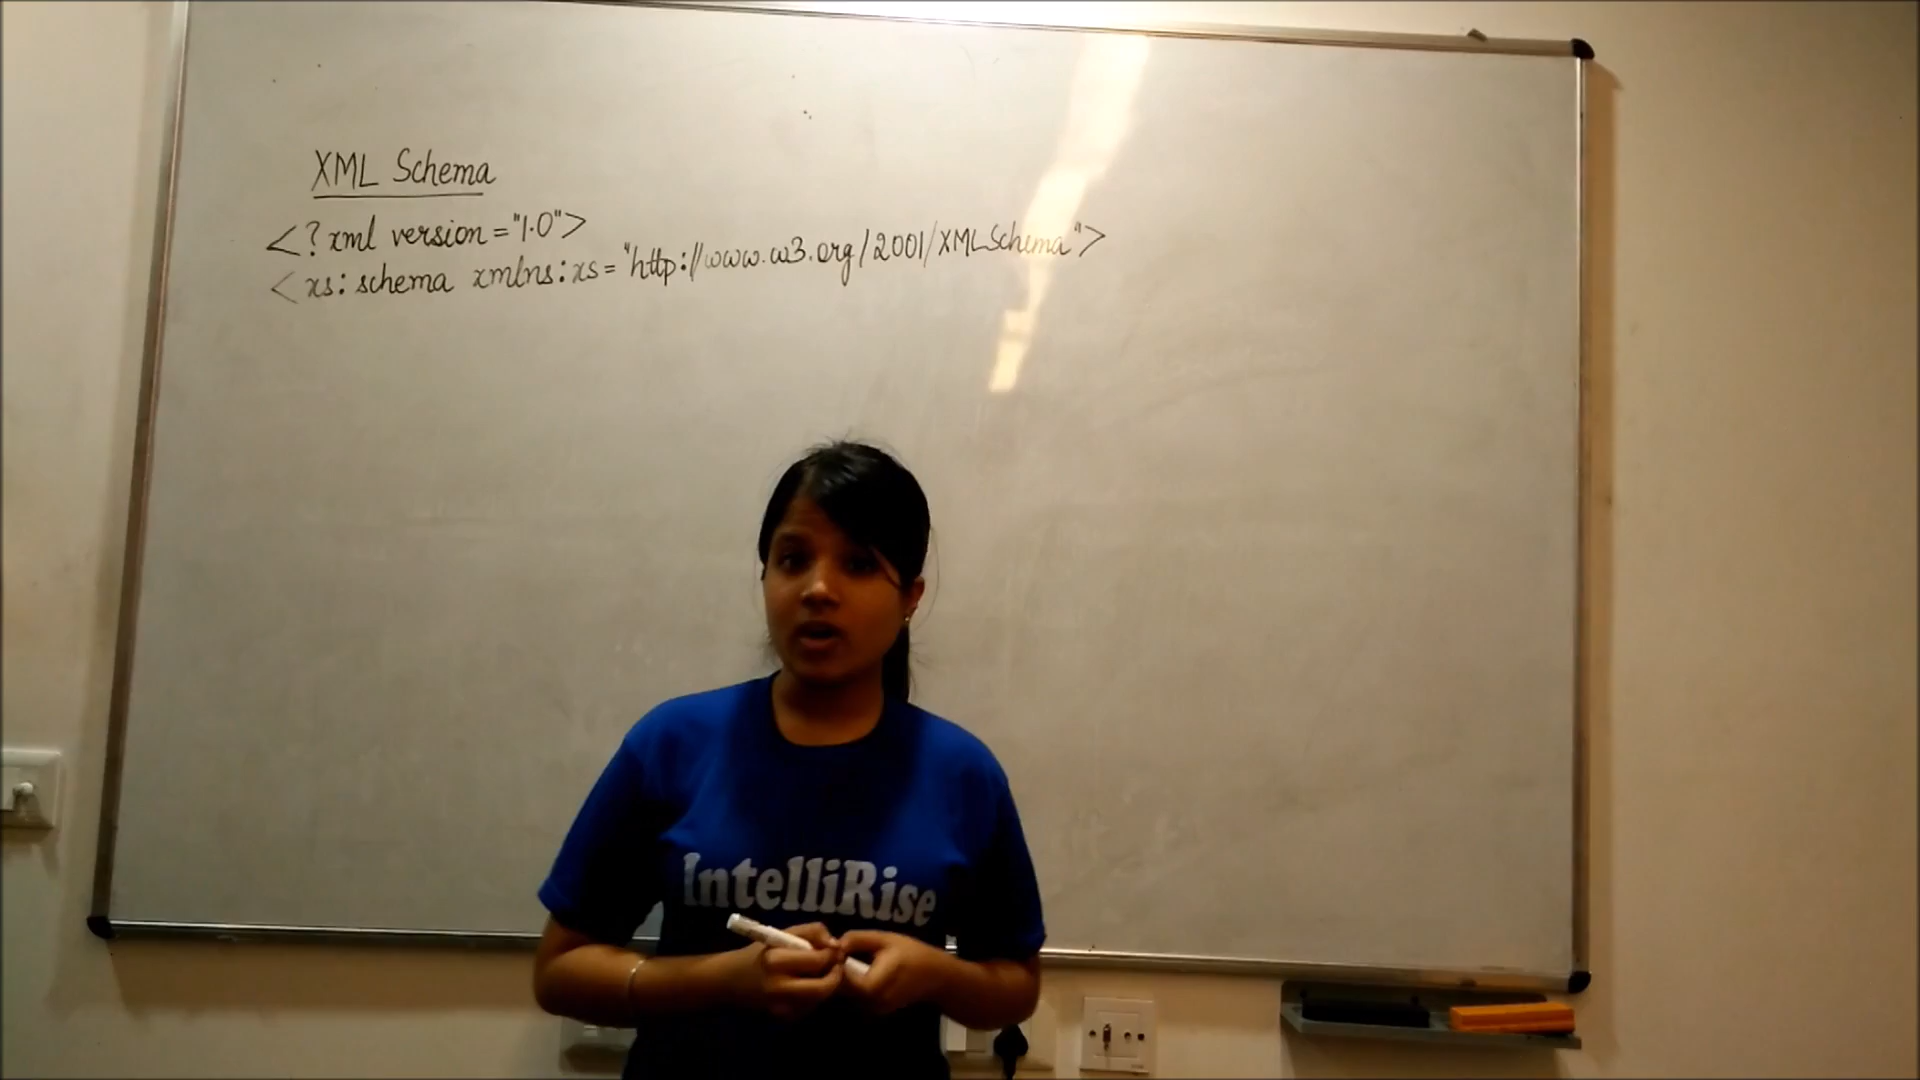 XML Schema
<?xml version="1.0">
<xs:schema xmlns:xs="http://www.w3.org/2001/XMLSchema">
IntelliRise